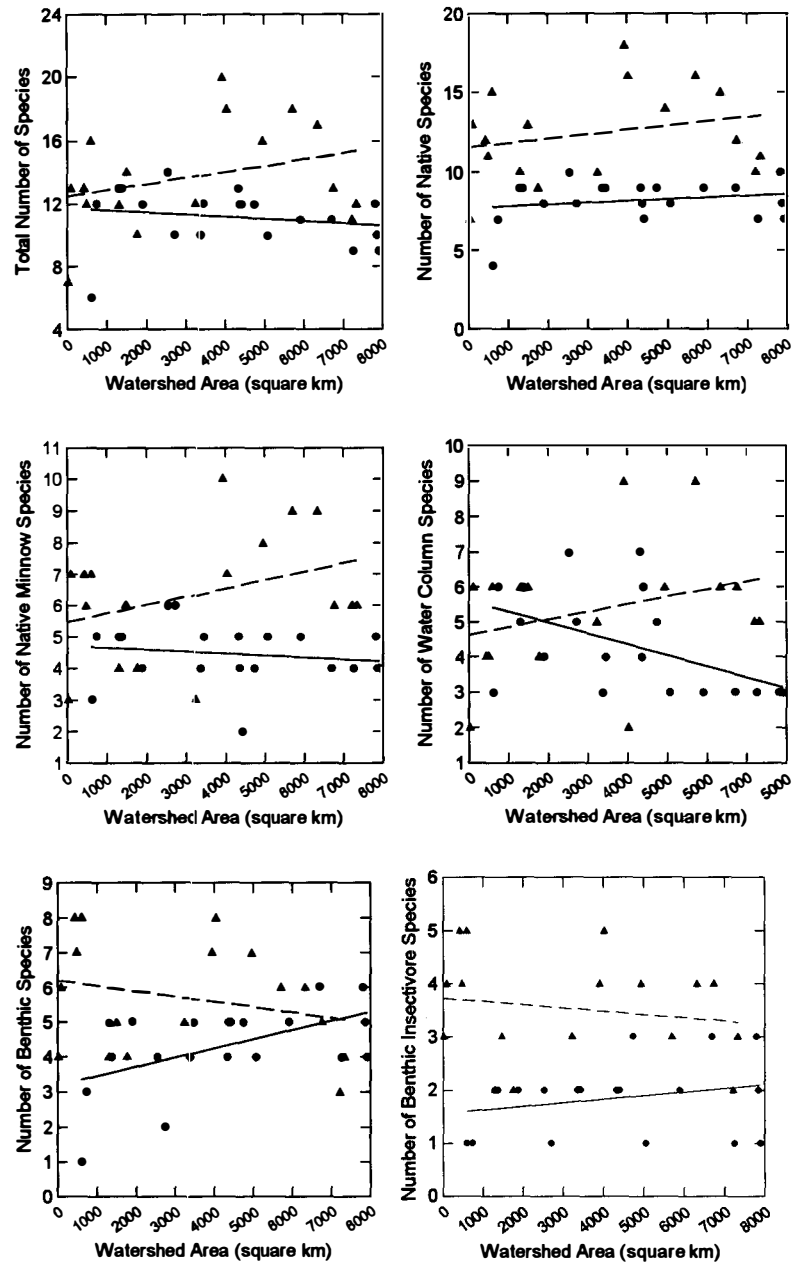 24
20
16
12
8
4
Total Number of Species
0 1000 2000 3000 4000 5000 6000 7000 8000
Watershed Area (square km)
20
15
10
5
0
Number of Native Species
0 1000 2000 3000 4000 5000 6000 7000 8000
Watershed Area (square km)
11
10
9
8
7
6
5
4
3
2
1
Number of Native Minnow Species
0 1000 2000 3000 4000 5000 6000 7000 8000
Watershed Area (square km)
10
9
8
7
6
5
4
3
2
1
Number of Water Column Species
0 1000 2000 3000 4000 5000 6000 7000 5000
Watershed Area (square km)
9
8
7
6
5
4
3
2
1
0
Number of Benthic Species
0 1000 2000 3000 4000 5000 6000 7000 8000
Watershed Area (square km)
6
5
4
3
2
1
0
Number of Benthic Insectivore Species
0 1000 2000 3000 4000 5000 6000 7000 8000
Watershed Area (square km)